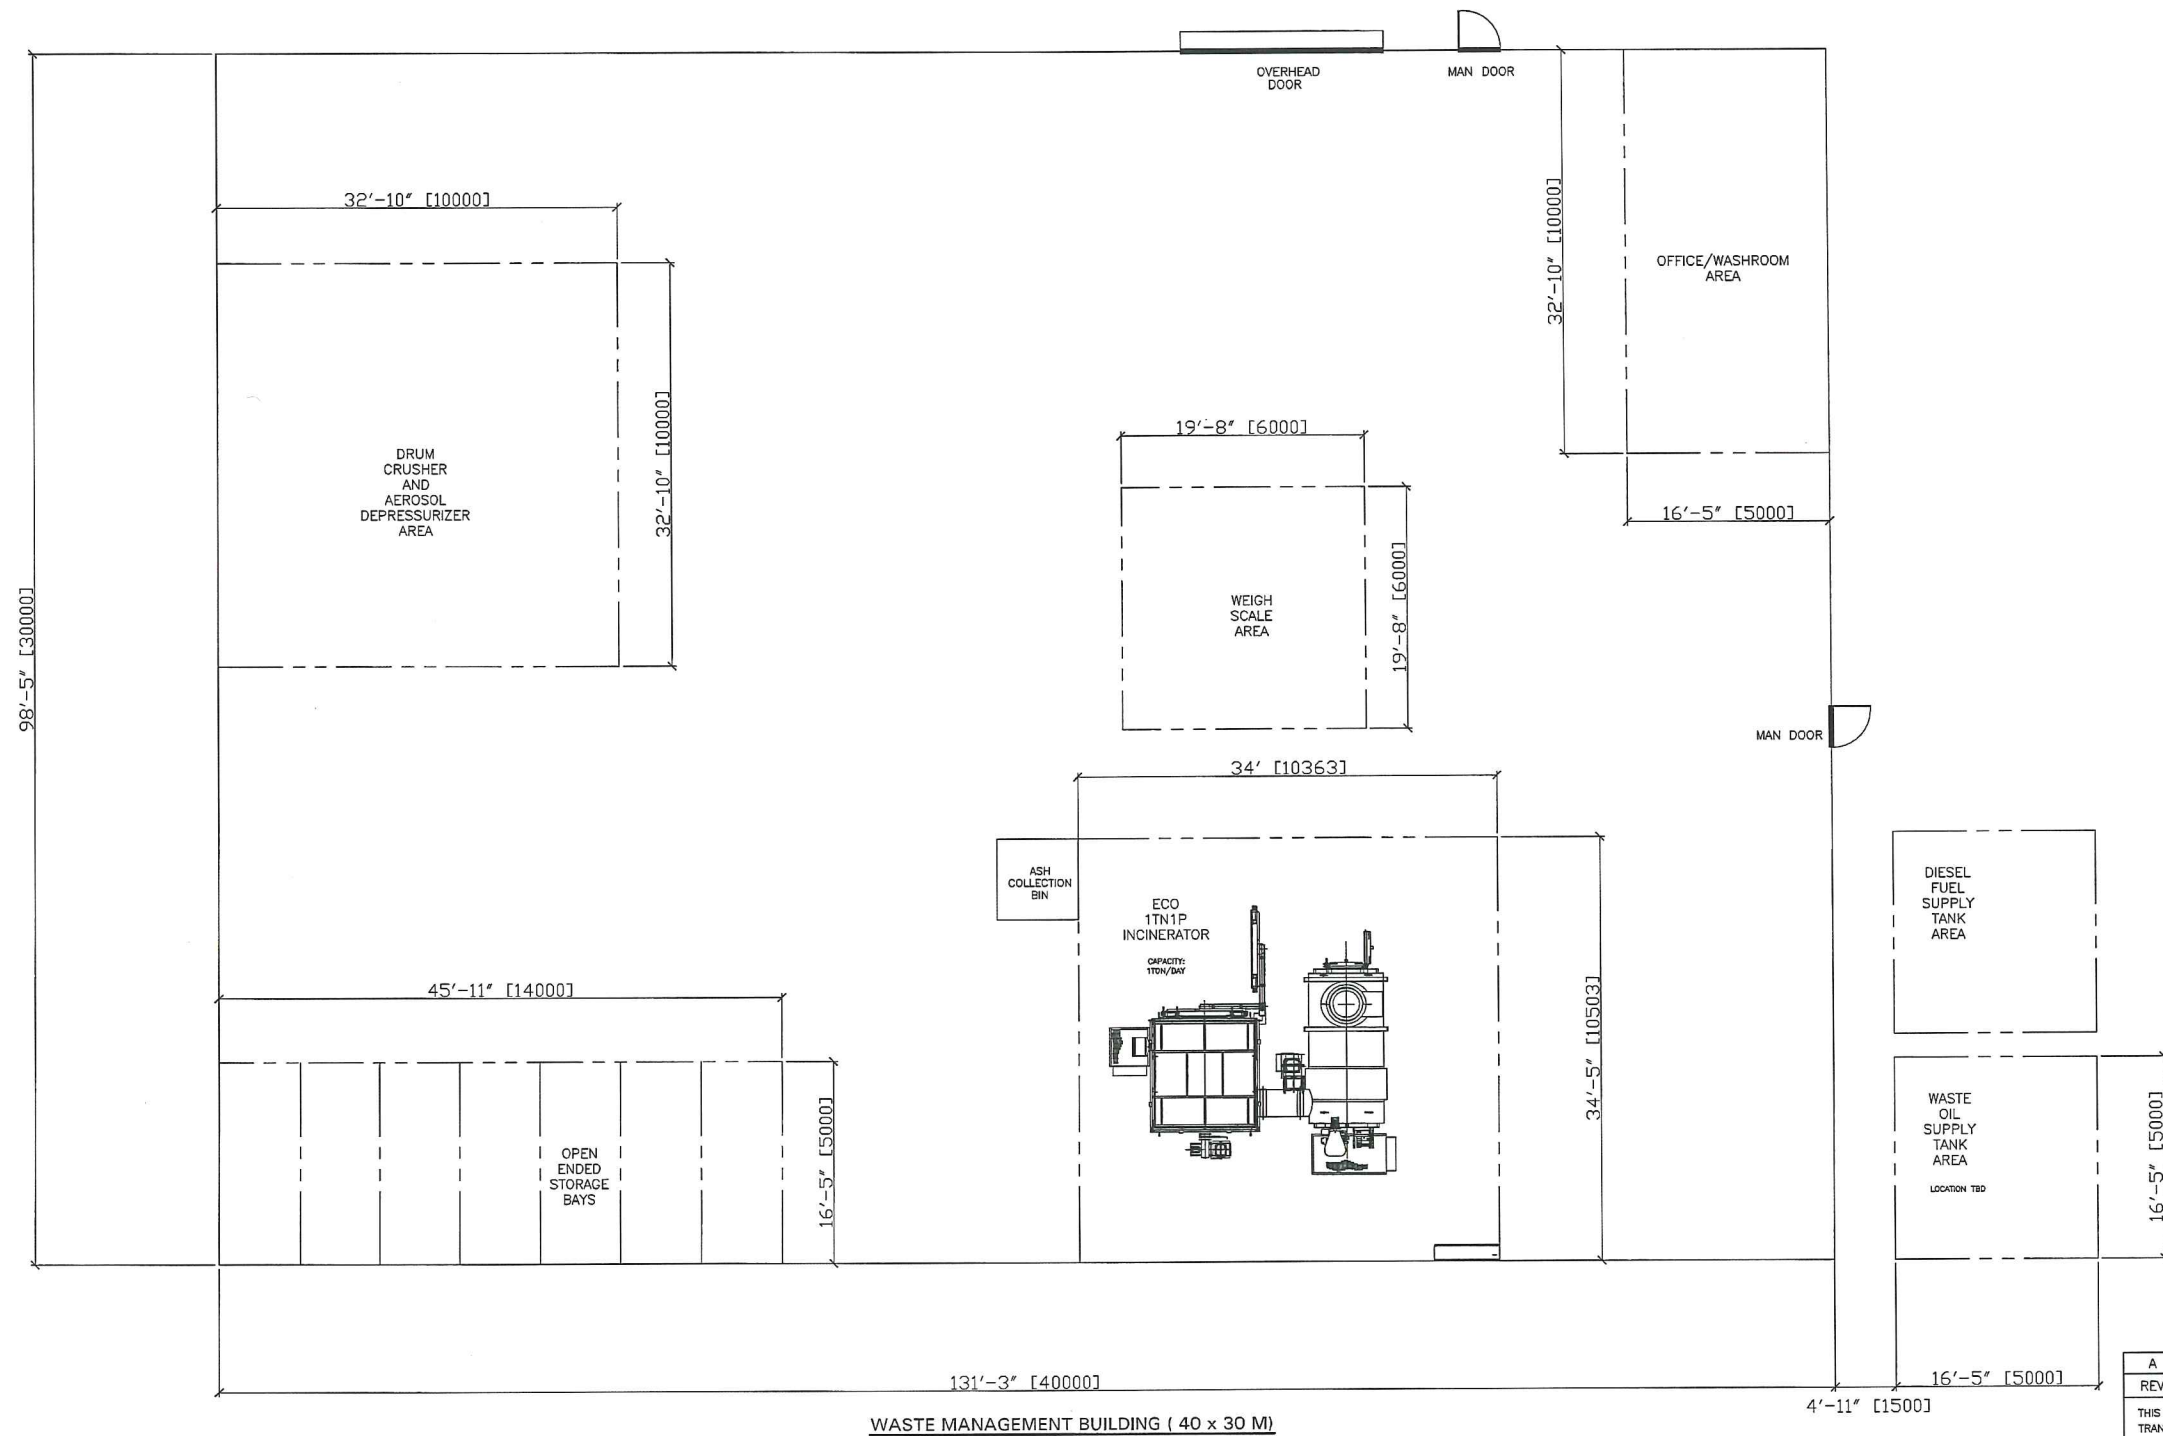 OVERHEAD
DOOR
MAN DOOR
32'-10" [10000]
32'-10" [10000]
OFFICE/WASHROOM
AREA
16'-5" [5000]
32'-10" [10000]
DRUM
CRUSHER
AND
AEROSOL
DEPRESSURIZER
AREA
19'-8" [6000]
19'-8" [6000]
WEIGH
SCALE
AREA
98'-5" [30000]
MAN DOOR
34' [10363]
ASH
COLLECTION
BIN
ECO
1TN1P
INCINERATOR
CAPACITY:
1TON/DAY
34'-5" [10503]
DIESEL
FUEL
SUPPLY
TANK
AREA
45'-11" [14000]
16'-5" [5000]
OPEN
ENDED
STORAGE
BAYS
WASTE
OIL
SUPPLY
TANK
AREA
LOCATION TBD
16'-5" [5000]
131'-3" [40000]
4'-11" [1500]
16'-5" [5000]
WASTE MANAGEMENT BUILDING ( 40 x 30 M)
A
REV
THIS
TRAN